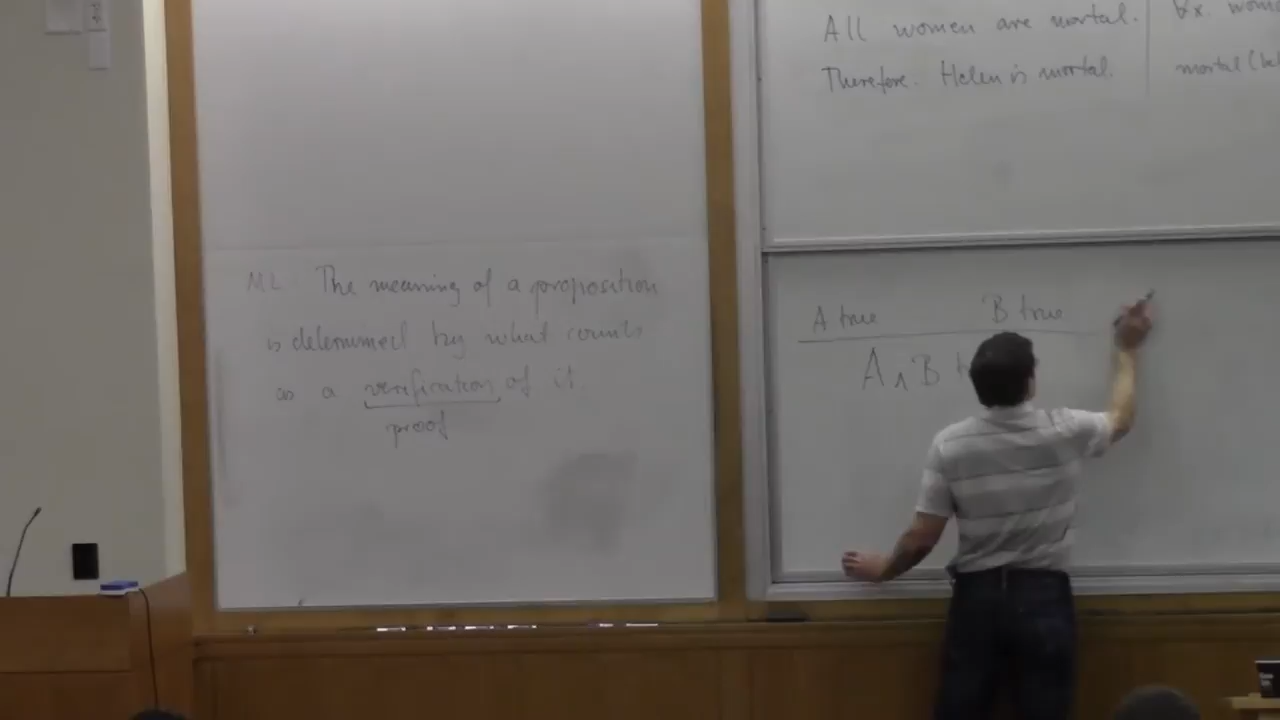 ML: The meaning of a proposition
is determined by what counts
as a verification of it.
proof
All women are mortal.
Therefore. Helen is mortal.
∀x.
mortal (
A true B true
A ∧ B